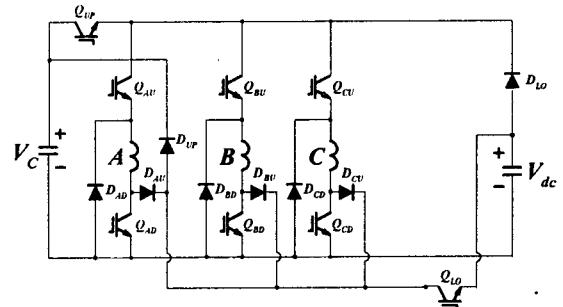 Q_UP
Q_AU
Q_BU
Q_CU
D_LO
D_UP
+
V_C
-
A
B
C
+
V_dc
-
D_AU
D_BU
D_CU
D_AD
D_BD
D_CD
Q_AD
Q_BD
Q_CD
Q_LO